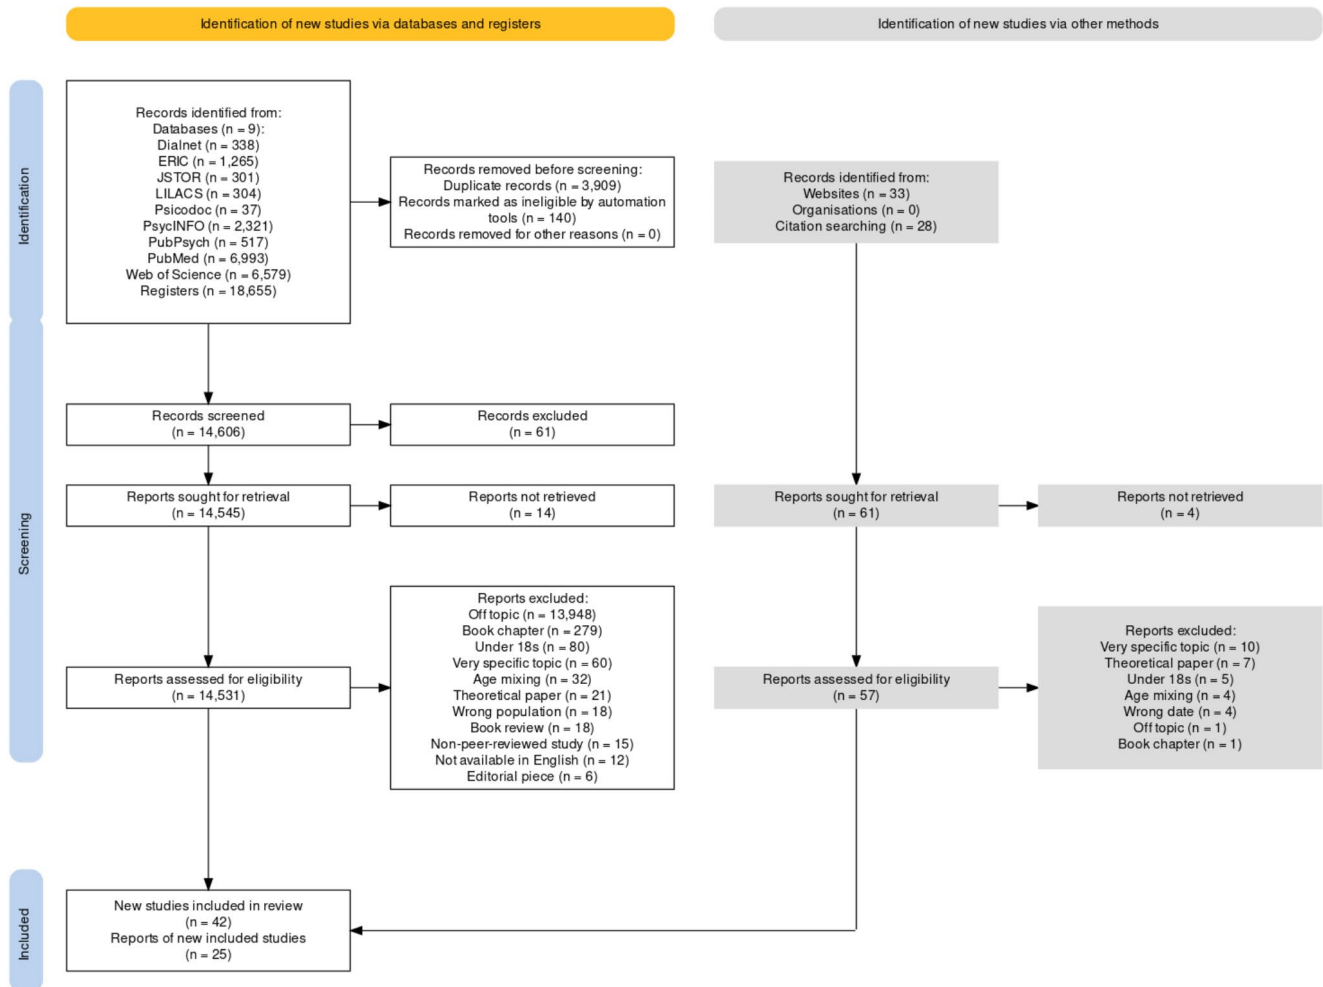 Identification of new studies via databases and registers
Identification of new studies via other methods
Identification
Records identified from:
Databases (n = 9):
Dialnet (n = 338)
ERIC (n = 1,265)
JSTOR (n = 301)
LILACS (n = 304)
Psicodoc (n = 37)
PsycINFO (n = 2,321)
PubPsych (n = 517)
PubMed (n = 6,993)
Web of Science (n = 6,579)
Registers (n = 18,655)
Records removed before screening:
Duplicate records (n = 3,909)
Records marked as ineligible by automation
tools (n = 140)
Records removed for other reasons (n = 0)
Records identified from:
Websites (n = 33)
Organisations (n = 0)
Citation searching (n = 28)
Screening
Records screened
(n = 14,606)
Records excluded
(n = 61)
Reports sought for retrieval
(n = 14,545)
Reports not retrieved
(n = 14)
Reports sought for retrieval
(n = 61)
Reports not retrieved
(n = 4)
Reports assessed for eligibility
(n = 14,531)
Reports excluded:
Off topic (n = 13,948)
Book chapter (n = 279)
Under 18s (n = 80)
Very specific topic (n = 60)
Age mixing (n = 32)
Theoretical paper (n = 21)
Wrong population (n = 18)
Book review (n = 18)
Non-peer-reviewed study (n = 15)
Not available in English (n = 12)
Editorial piece (n = 6)
Reports assessed for eligibility
(n = 57)
Reports excluded:
Very specific topic (n = 10)
Theoretical paper (n = 7)
Under 18s (n = 5)
Age mixing (n = 4)
Wrong date (n = 4)
Off topic (n = 1)
Book chapter (n = 1)
Included
New studies included in review
(n = 42)
Reports of new included studies
(n = 25)